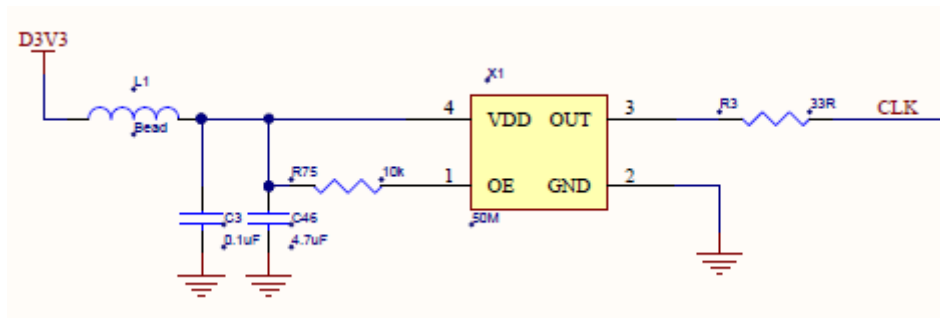 D3V3
L1
Bead
X1
4 VDD OUT 3
R3 33R CLK
R75 10k
1 OE GND 2
C3 0.1uF
C46 4.7uF
50M